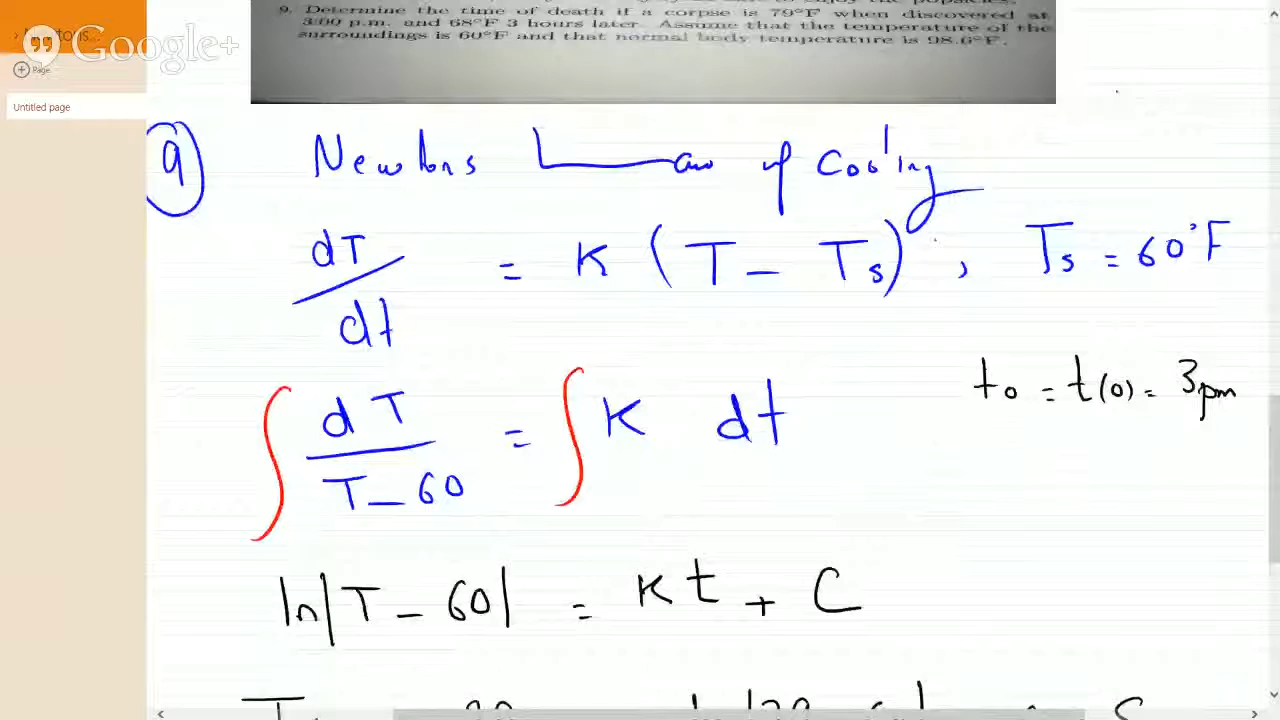 9. Determine the time of death if a corpse is 79°F when discovered at
3:00 p.m. and 68°F 3 hours later. Assume that the temperature of the
surroundings is 60°F and that normal body temperature is 98.6°F.
Google+
Page
Untitled page
9 Newtons Law of Cooling
dT/dt = K (T - Ts), Ts = 60°F
to = t(0) = 3pm
∫ dT/T-60 = ∫ K dt
ln|T - 60| = Kt + C